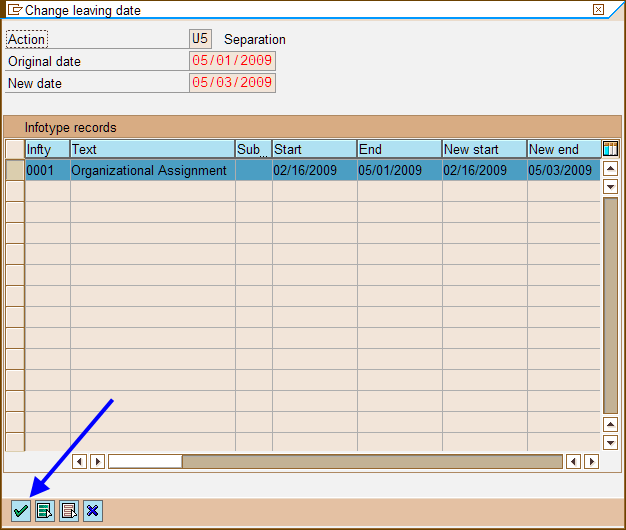 Change leaving date
Action U5 Separation
Original date 05/01/2009
New date 05/03/2009
Infotype records
Infty Text Sub... Start End New start New end
0001 Organizational Assignment 02/16/2009 05/01/2009 02/16/2009 05/03/2009